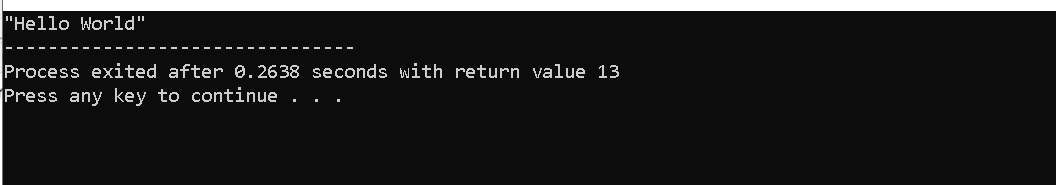 "Hello World"
--------------------------------
Process exited after 0.2638 seconds with return value 13
Press any key to continue . . .